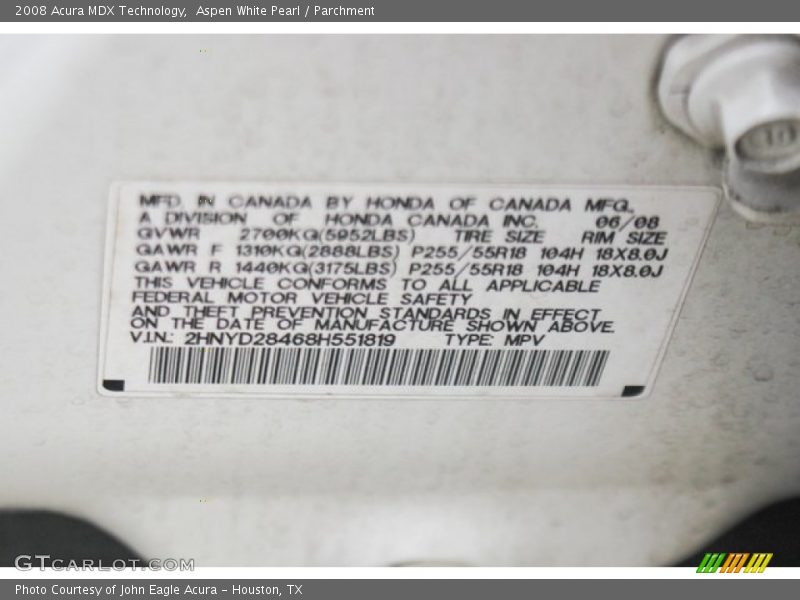 2008 Acura MDX Technology, Aspen White Pearl / Parchment
MFD. IN CANADA BY HONDA OF CANADA MFG.,
A DIVISION OF HONDA CANADA INC. 06/08
GVWR 2700KG(5952LBS) TIRE SIZE RIM SIZE
GAWR F 1310KG(2888LBS) P255/55R18 104H 18X8.0J
GAWR R 1440KG(3175LBS) P255/55R18 104H 18X8.0J
THIS VEHICLE CONFORMS TO ALL APPLICABLE
FEDERAL MOTOR VEHICLE SAFETY
AND THEFT PREVENTION STANDARDS IN EFFECT
ON THE DATE OF MANUFACTURE SHOWN ABOVE.
V.I.N.: 2HNYD28468H551819 TYPE: MPV
GTCARLOT.COM
Photo Courtesy of John Eagle Acura - Houston, TX